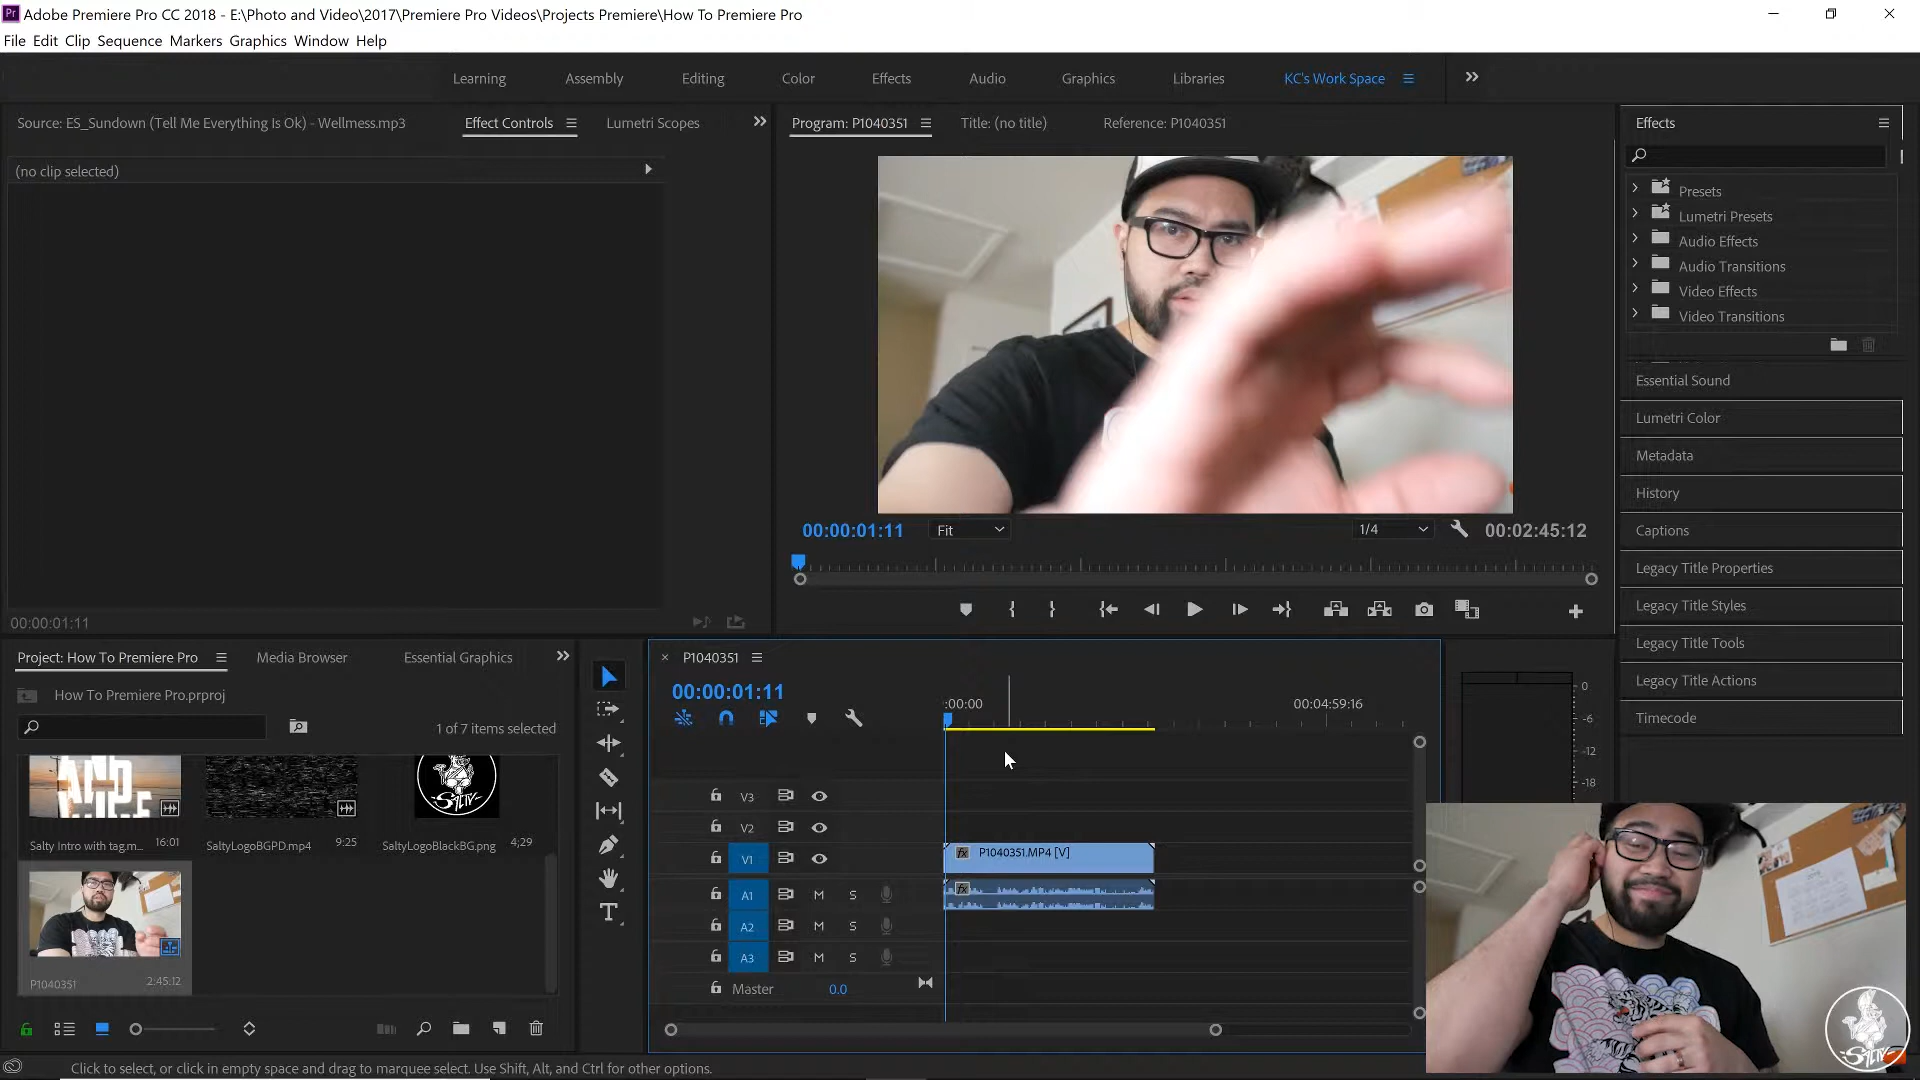 Adobe Premiere Pro CC 2018 - E:\Photo and Video\2017\Premiere Pro Videos\Projects Premiere\How To Premiere Pro
File Edit Clip Sequence Markers Graphics Window Help
Learning Assembly Editing Color Effects Audio Graphics Libraries KC's Work Space
Source: ES_Sundown (Tell Me Everything Is Ok) - Wellmess.mp3 Effect Controls Lumetri Scopes
Program: P1040351 Title: (no title) Reference: P1040351
Effects
(no clip selected)
Presets
Lumetri Presets
Audio Effects
Audio Transitions
Video Effects
Video Transitions
Essential Sound
Lumetri Color
Metadata
History
Captions
Legacy Title Properties
Legacy Title Styles
Legacy Title Tools
Legacy Title Actions
Timecode
00:00:01:11 Fit 1/4 00:02:45:12
00:00:01:11
Project: How To Premiere Pro Media Browser Essential Graphics
How To Premiere Pro.prproj
1 of 7 items selected
Salty Intro with tag.m... 16:01
SaltyLogoBGPD.mp4 9:25
SaltyLogoBlackBG.png 4;29
P1040351 2:45:12
P1040351
00:00:01:11
:00:00 00:04:59:16
V3
V2
V1 fx P1040351.MP4 [V]
A1 M S fx
A2 M S
A3 M S
Master 0.0
0
-6
-12
-18
SALTY
Click to select, or click in empty space and drag to marquee select. Use Shift, Alt, and Ctrl for other options.